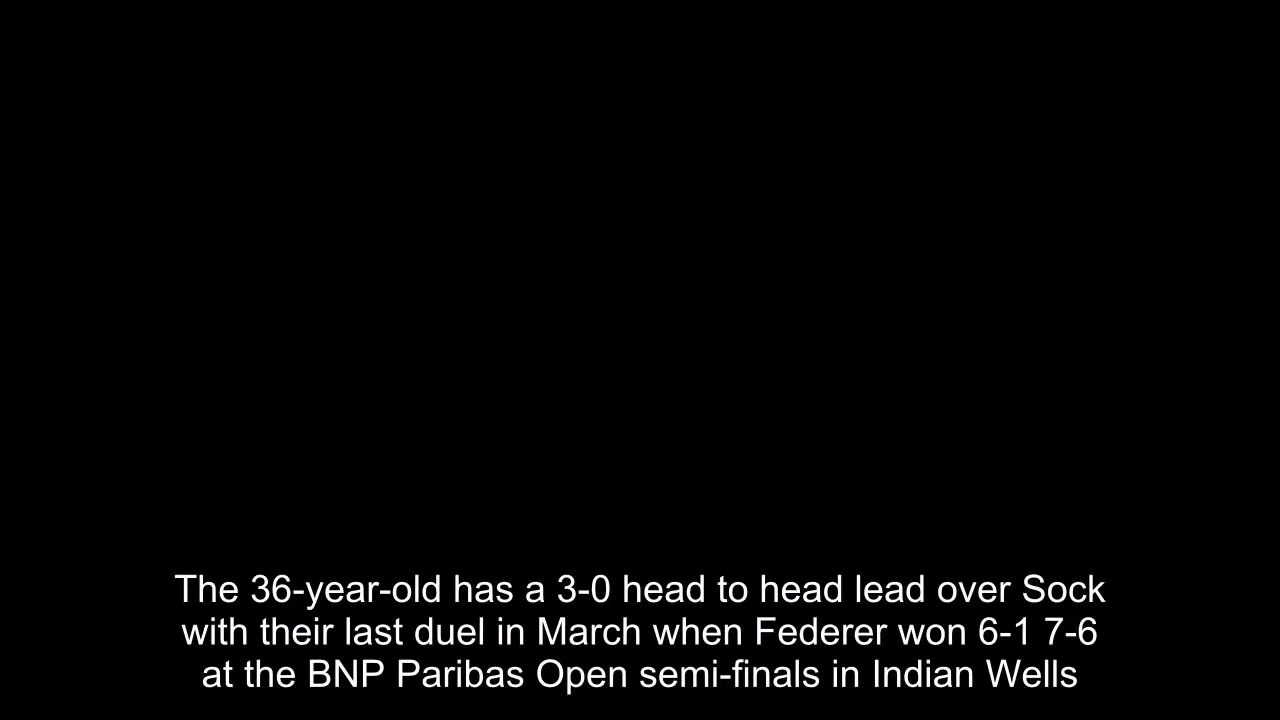 The 36-year-old has a 3-0 head to head lead over Sock
with their last duel in March when Federer won 6-1 7-6
at the BNP Paribas Open semi-finals in Indian Wells